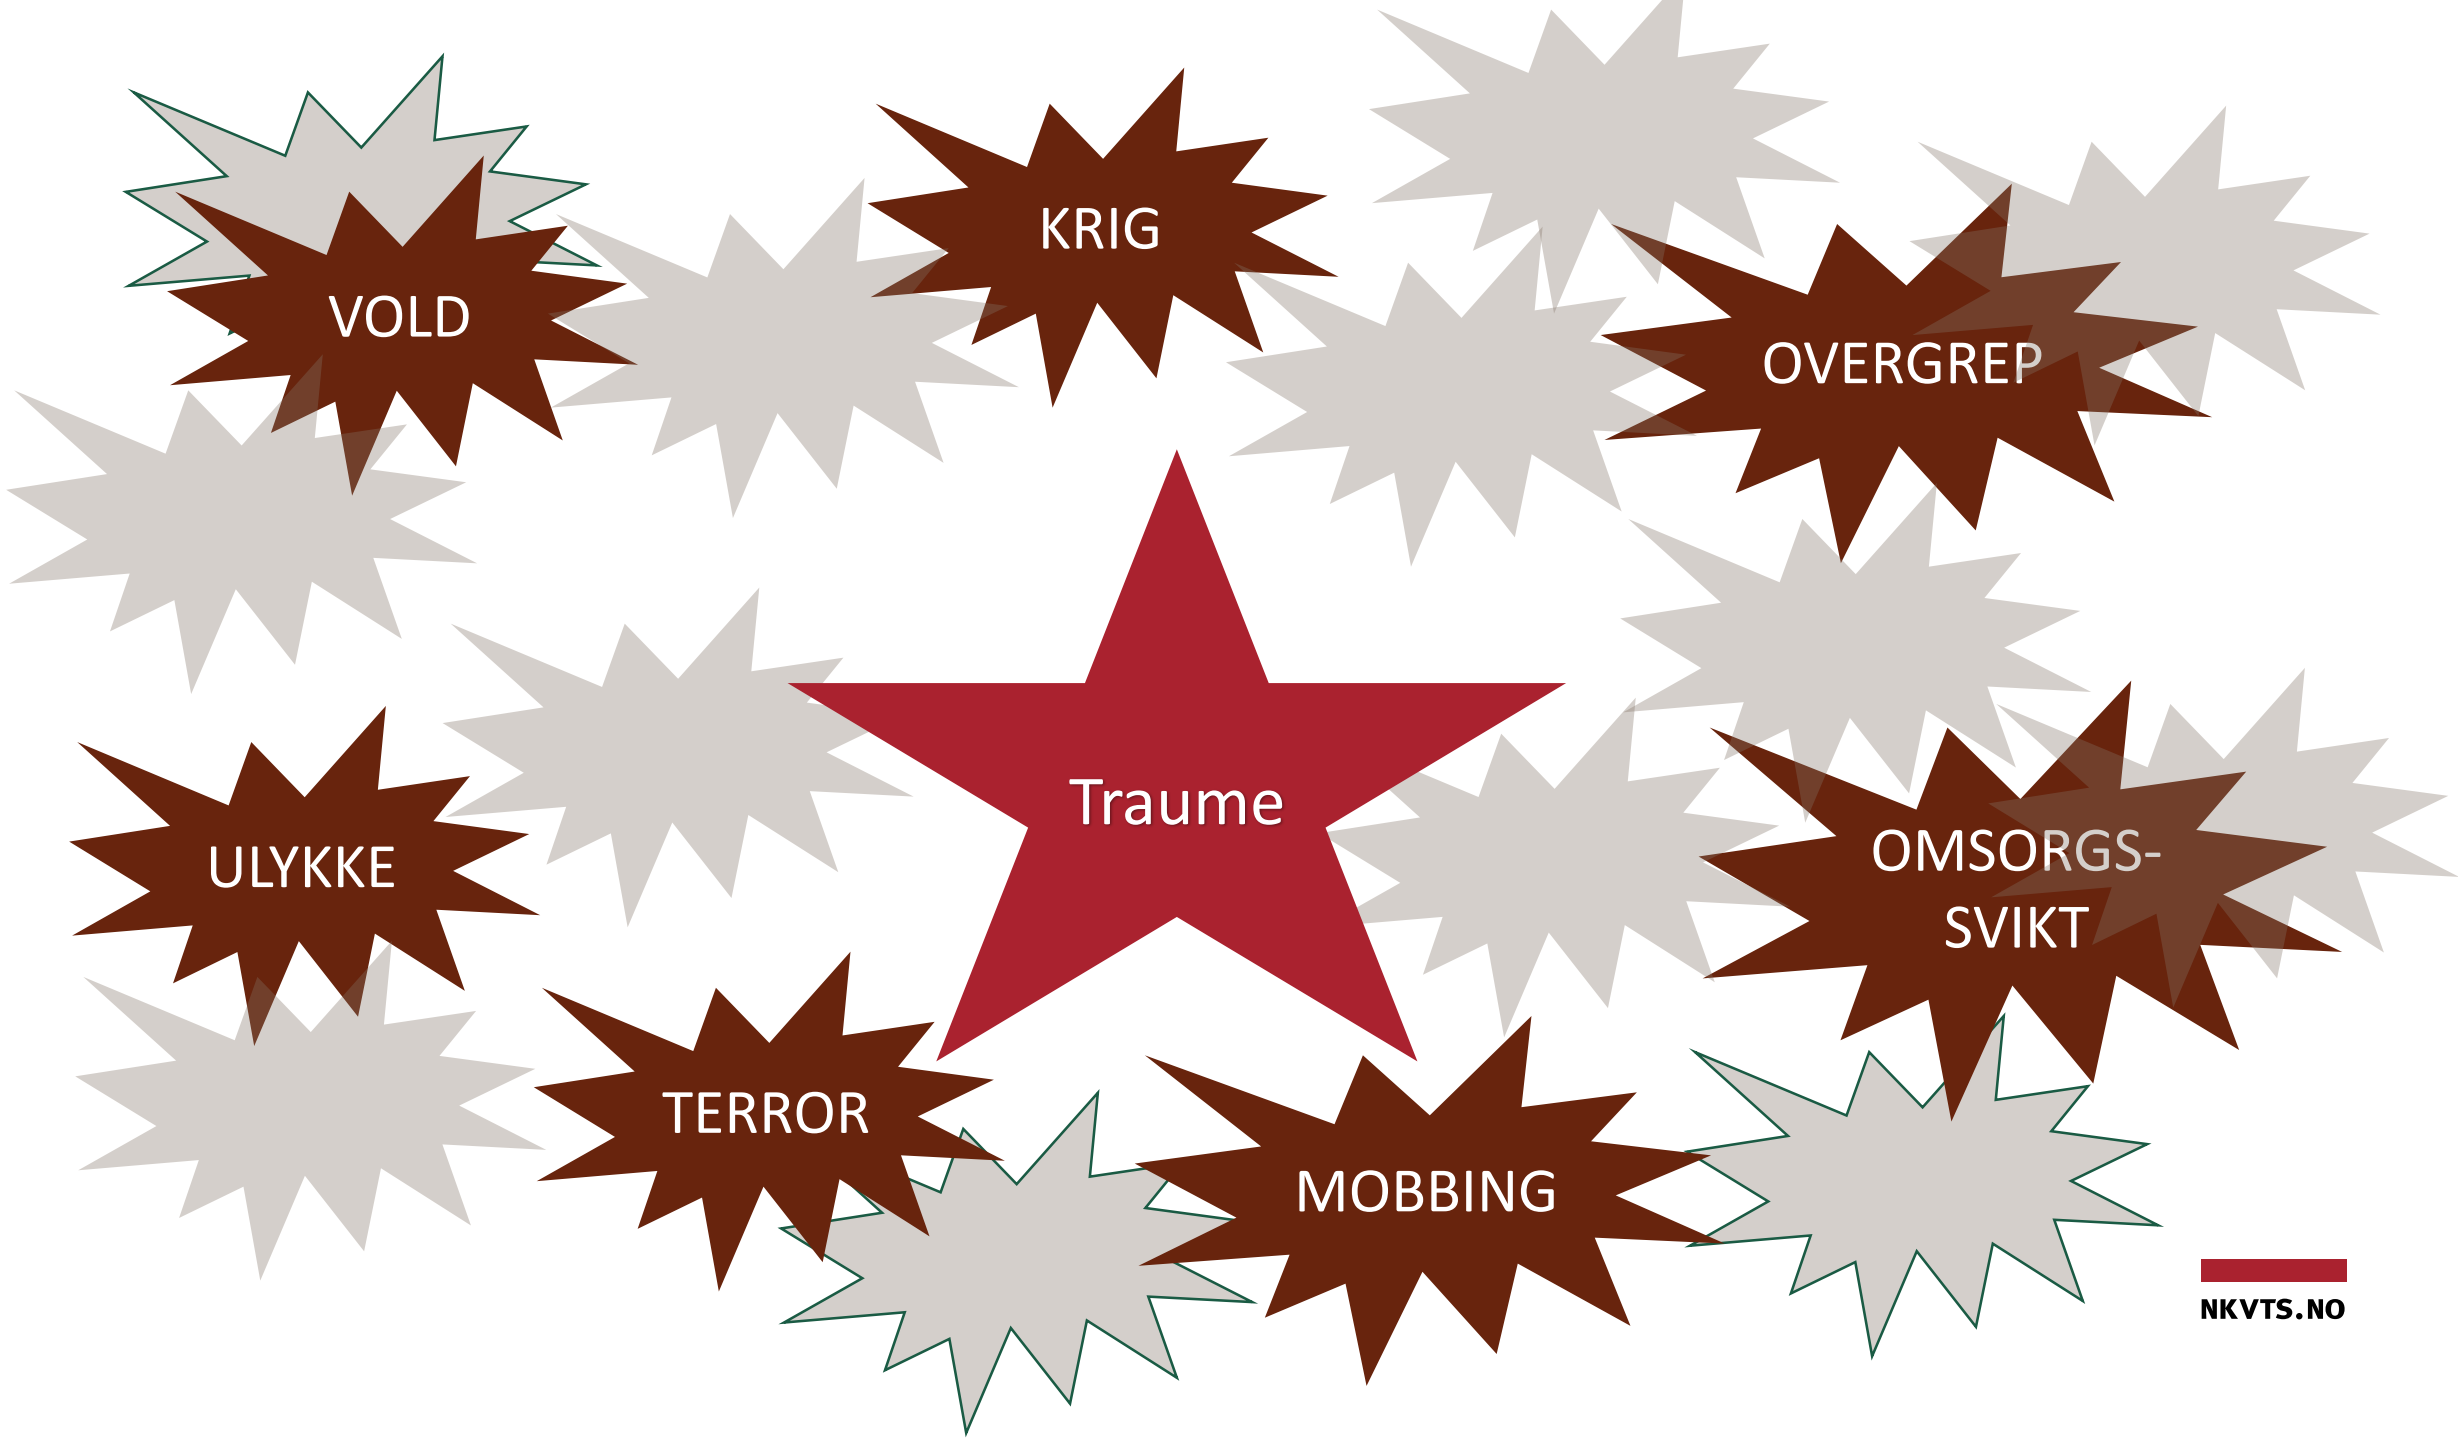 KRIG
VOLD
OVERGREP
Traume
ULYKKE
OMSORGS-
SVIKT
TERROR
MOBBING
NKVTS.NO